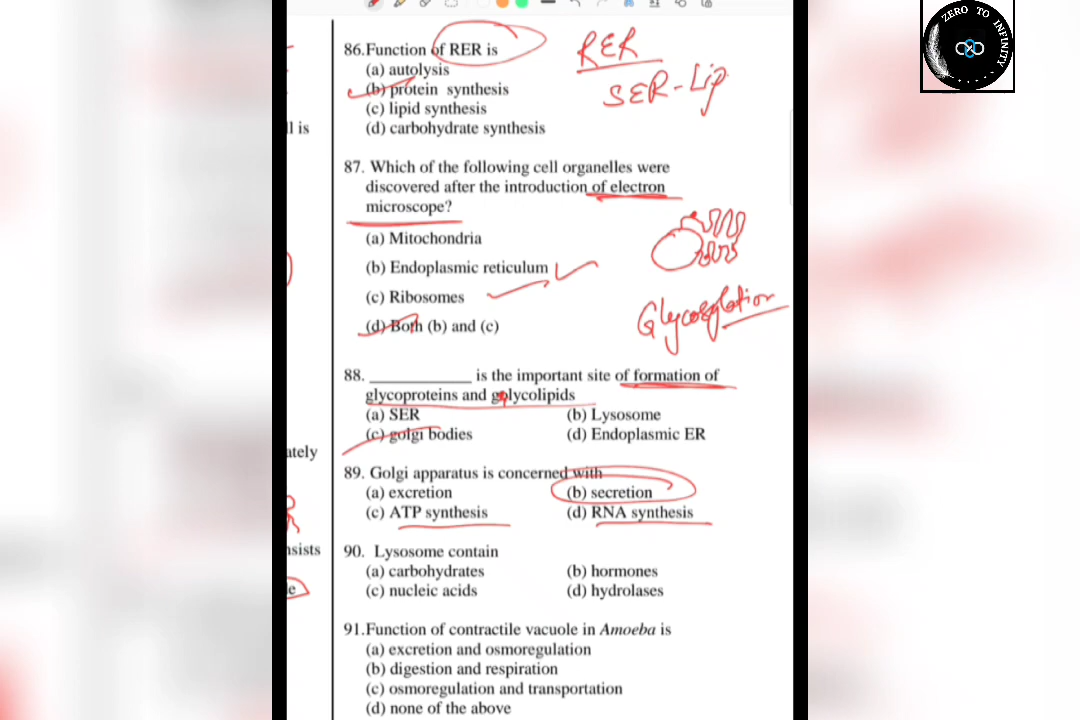 ZERO TO INFINITY
86.Function of RER is
(a) autolysis
(b) protein synthesis
(c) lipid synthesis
(d) carbohydrate synthesis
RER
SER-Lip
ll is
87. Which of the following cell organelles were
discovered after the introduction of electron
microscope?
(a) Mitochondria
(b) Endoplasmic reticulum
(c) Ribosomes
(d) Both (b) and (c)
Glycosylation
88. __________ is the important site of formation of
glycoproteins and golycolipids
(a) SER
(b) Lysosome
(c) golgi bodies
(d) Endoplasmic ER
ately
89. Golgi apparatus is concerned with
(a) excretion
(b) secretion
(c) ATP synthesis
(d) RNA synthesis
nsists
90. Lysosome contain
(a) carbohydrates
(b) hormones
(c) nucleic acids
(d) hydrolases
e
91.Function of contractile vacuole in Amoeba is
(a) excretion and osmoregulation
(b) digestion and respiration
(c) osmoregulation and transportation
(d) none of the above